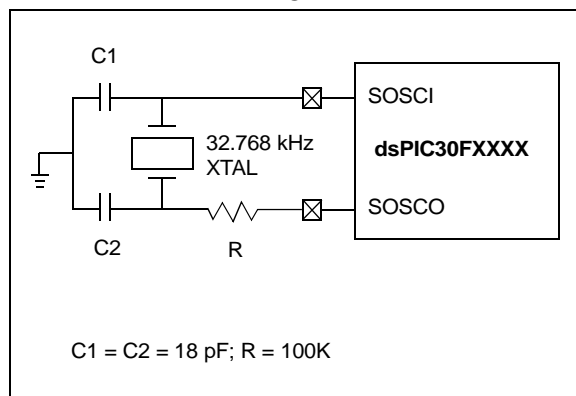 C1
SOSCI
32.768 kHz
XTAL
dsPIC30FXXXX
SOSCO
C2
R
C1 = C2 = 18 pF; R = 100K